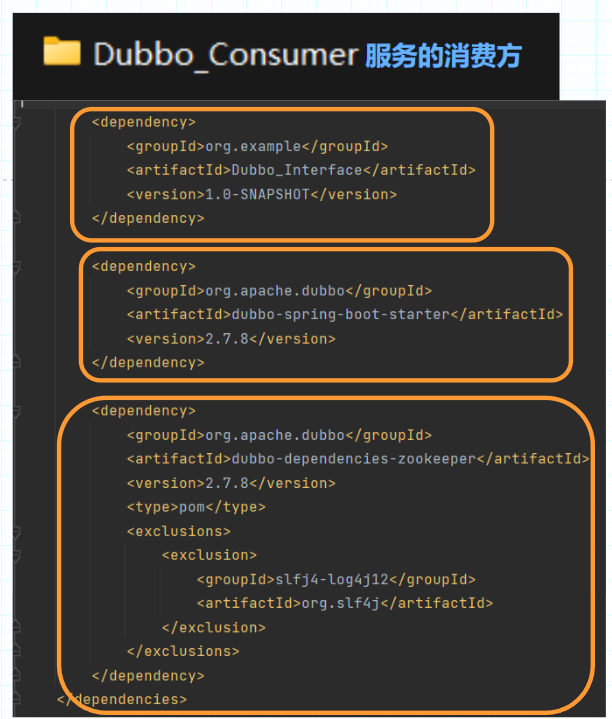 Dubbo_Consumer 服务的消费方
<dependency>
<groupId>org.example</groupId>
<artifactId>Dubbo_Interface</artifactId>
<version>1.0-SNAPSHOT</version>
</dependency>
<dependency>
<groupId>org.apache.dubbo</groupId>
<artifactId>dubbo-spring-boot-starter</artifactId>
<version>2.7.8</version>
</dependency>
<dependency>
<groupId>org.apache.dubbo</groupId>
<artifactId>dubbo-dependencies-zookeeper</artifactId>
<version>2.7.8</version>
<type>pom</type>
<exclusions>
<exclusion>
<groupId>slfj4-log4j12</groupId>
<artifactId>org.slf4j</artifactId>
</exclusion>
</exclusions>
</dependency>
</dependencies>